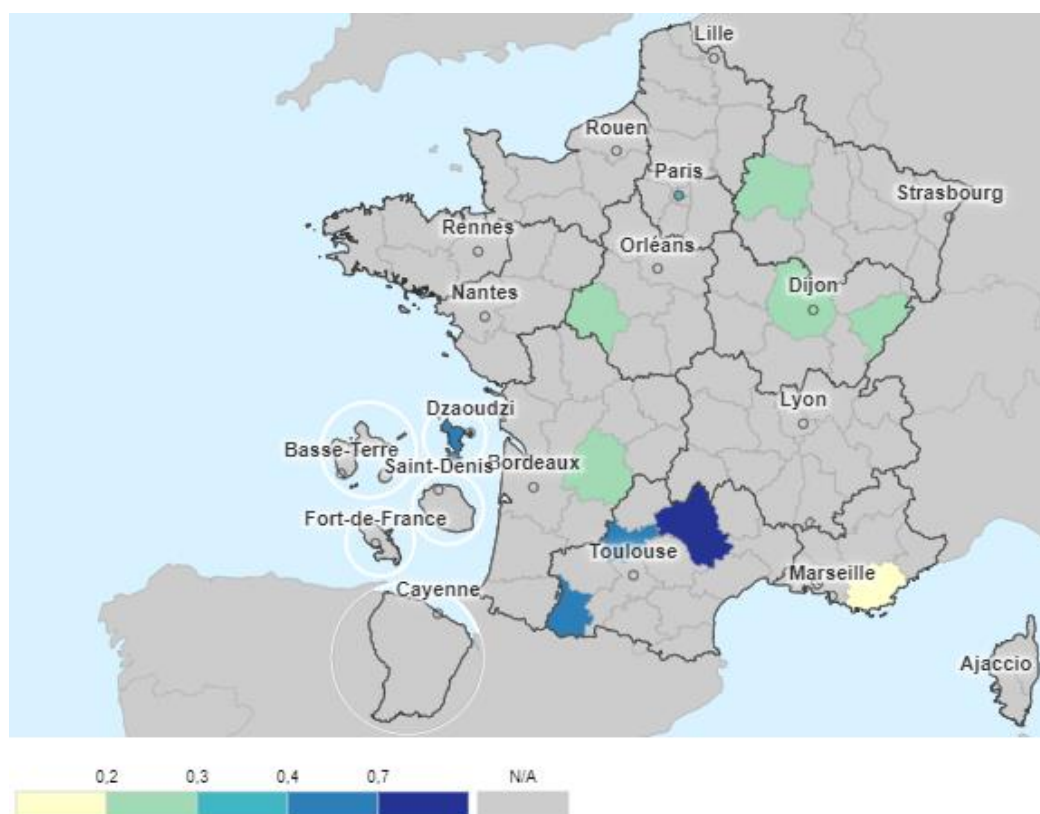 Lille
Rouen
Paris
Strasbourg
Rennes
Orléans
Dijon
Nantes
Lyon
Dzaoudzi
Basse-Terre
Saint-Denis
Bordeaux
Fort-de-France
Toulouse
Marseille
Cayenne
Ajaccio
0,2 0,3 0,4 0,7 N/A